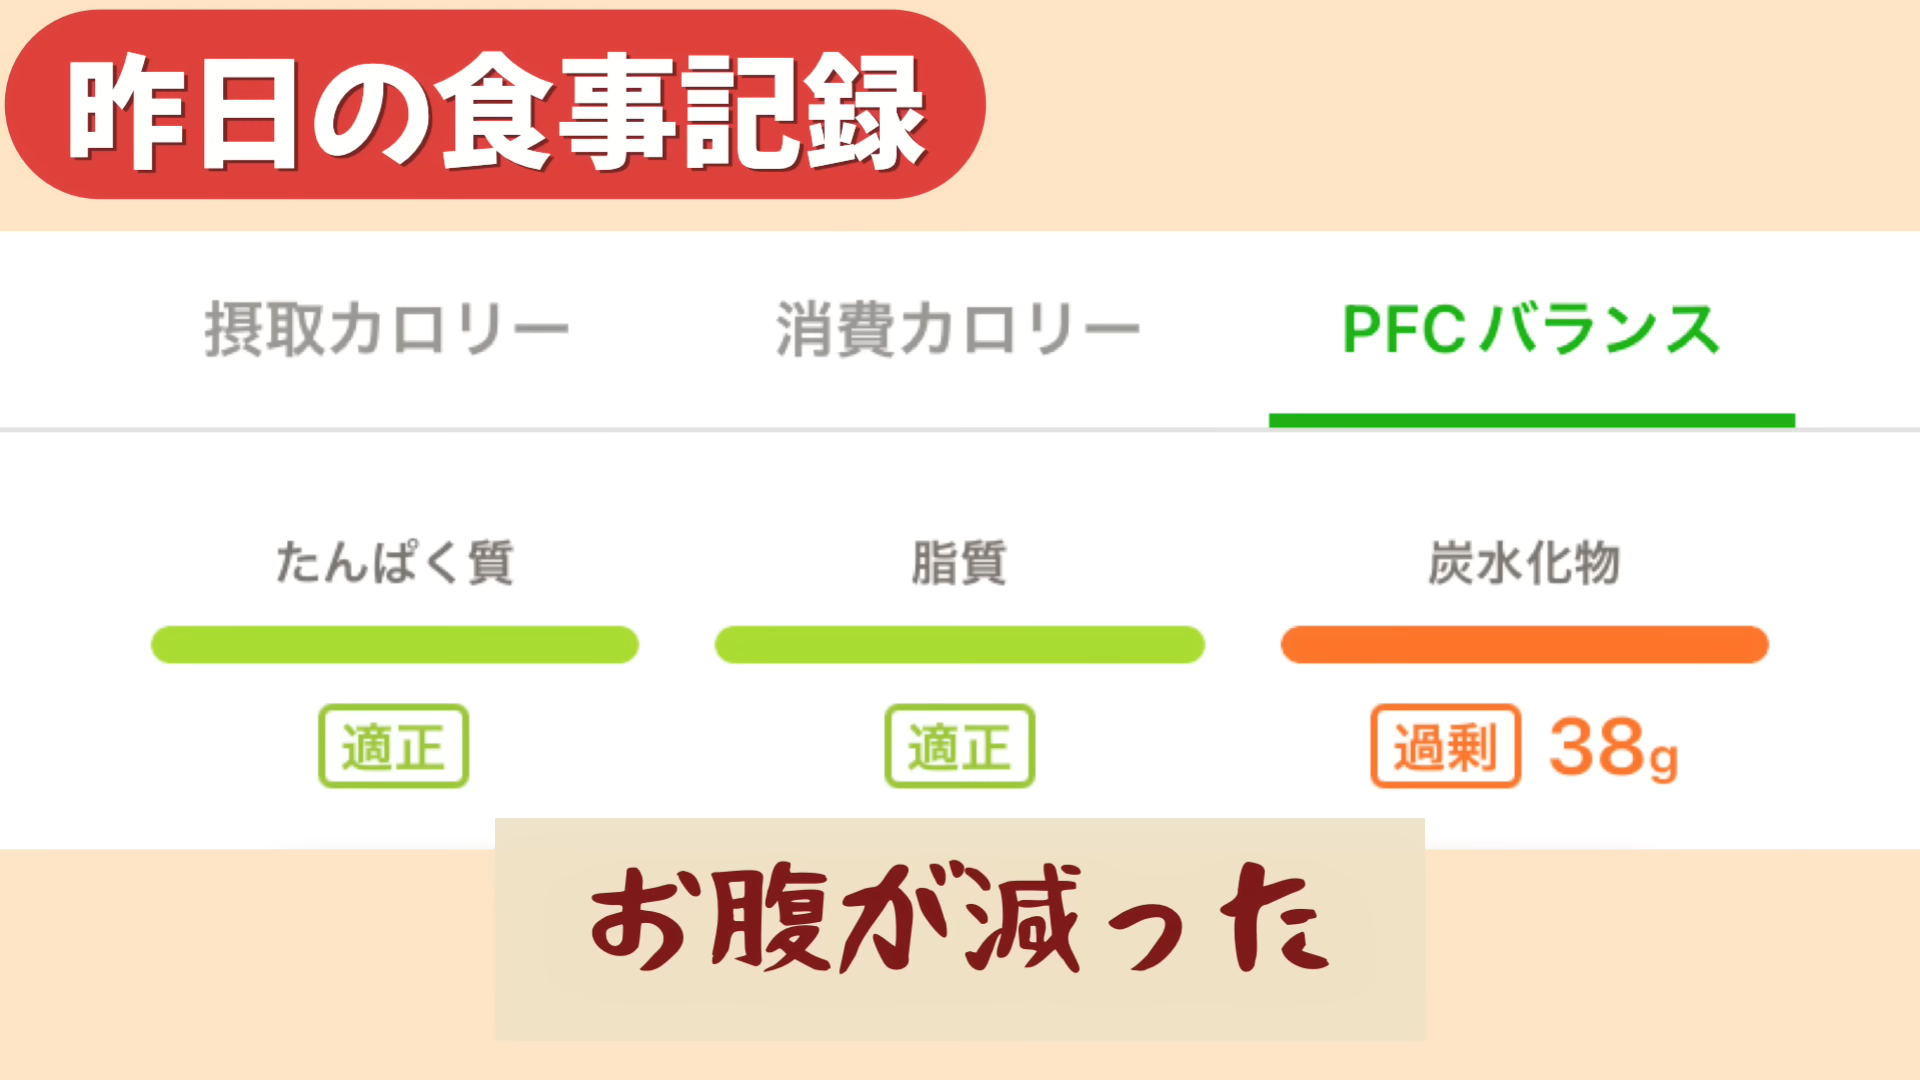 昨日の食事記録
摂取カロリー 消費カロリー PFCバランス
たんぱく質 脂質 炭水化物
適正 適正 過剰 38g
お腹が減った